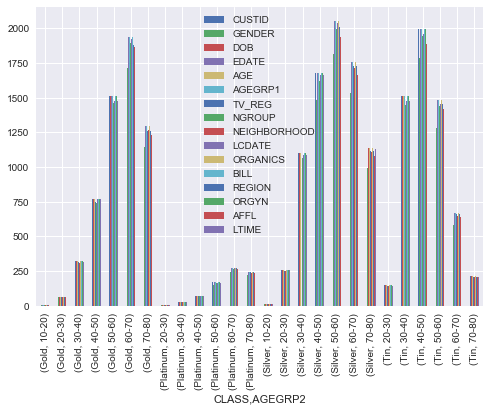 2000
1750
1500
1250
1000
750
500
250
0
CUSTID
GENDER
DOB
EDATE
AGE
AGEGRP1
TV_REG
NGROUP
NEIGHBORHOOD
LCDATE
ORGANICS
BILL
REGION
ORGYN
AFFL
LTIME
(Gold, 10-20)
(Gold, 20-30)
(Gold, 30-40)
(Gold, 40-50)
(Gold, 50-60)
(Gold, 60-70)
(Gold, 70-80)
(Platinum, 20-30)
(Platinum, 30-40)
(Platinum, 40-50)
(Platinum, 50-60)
(Platinum, 60-70)
(Platinum, 70-80)
(Silver, 10-20)
(Silver, 20-30)
(Silver, 30-40)
(Silver, 40-50)
(Silver, 50-60)
(Silver, 60-70)
(Silver, 70-80)
(Tin, 20-30)
(Tin, 30-40)
(Tin, 40-50)
(Tin, 50-60)
(Tin, 60-70)
(Tin, 70-80)
CLASS,AGEGRP2